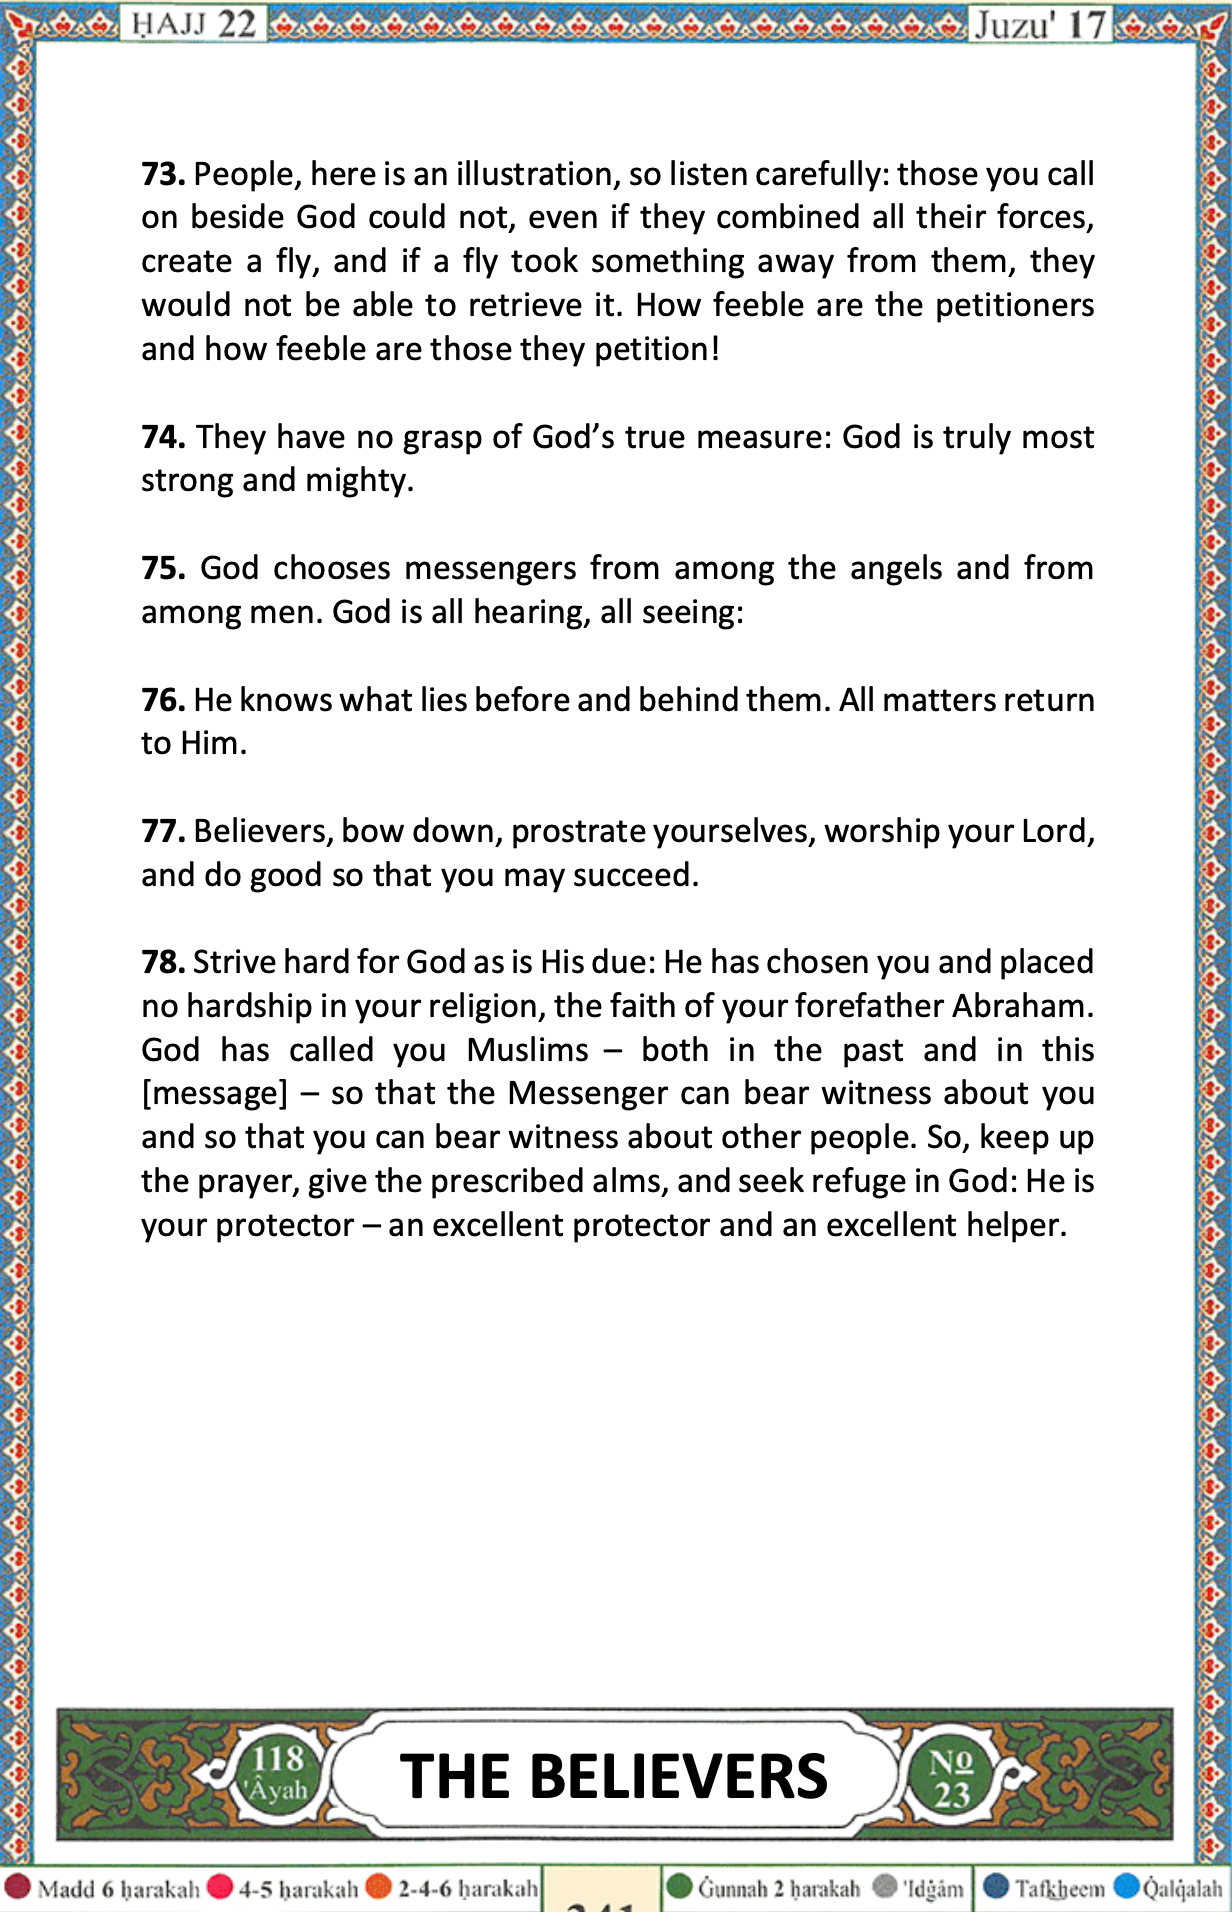 ḤAJJ 22
Juzu' 17
73. People, here is an illustration, so listen carefully: those you call
on beside God could not, even if they combined all their forces,
create a fly, and if a fly took something away from them, they
would not be able to retrieve it. How feeble are the petitioners
and how feeble are those they petition!
74. They have no grasp of God’s true measure: God is truly most
strong and mighty.
75. God chooses messengers from among the angels and from
among men. God is all hearing, all seeing:
76. He knows what lies before and behind them. All matters return
to Him.
77. Believers, bow down, prostrate yourselves, worship your Lord,
and do good so that you may succeed.
78. Strive hard for God as is His due: He has chosen you and placed
no hardship in your religion, the faith of your forefather Abraham.
God has called you Muslims – both in the past and in this
[message] – so that the Messenger can bear witness about you
and so that you can bear witness about other people. So, keep up
the prayer, give the prescribed alms, and seek refuge in God: He is
your protector – an excellent protector and an excellent helper.
118
'Âyah
THE BELIEVERS
No
23
Madd 6 ḥarakah 4-5 ḥarakah 2-4-6 ḥarakah
Ġunnah 2 ḥarakah 'Idġâm Tafkheem Qalqalah